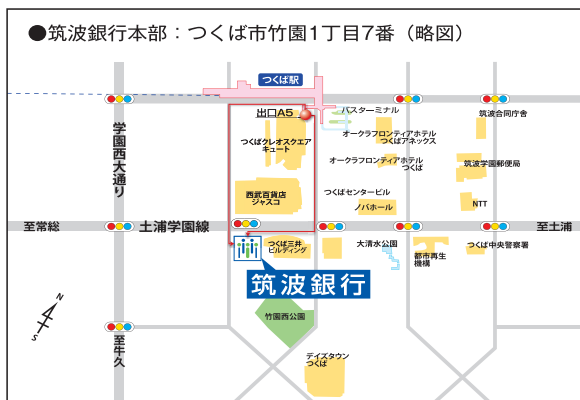 ●筑波銀行本部：つくば市竹園1丁目7番（略図）
つくば駅
出口A5
バスターミナル
筑波合同庁舎
つくばクレオスクエア
キュート
オークラフロンティアホテル
つくばアネックス
学園西大通り
オークラフロンティアホテル
つくば
筑波学園郵便局
西武百貨店
ジャスコ
つくばセンタービル
ノバホール
NTT
至常総
土浦学園線
至土浦
つくば三井
ビルディング
大清水公園
都市再生
機構
つくば中央警察署
筑波銀行
竹園西公園
N
S
至牛久
デイズタウン
つくば